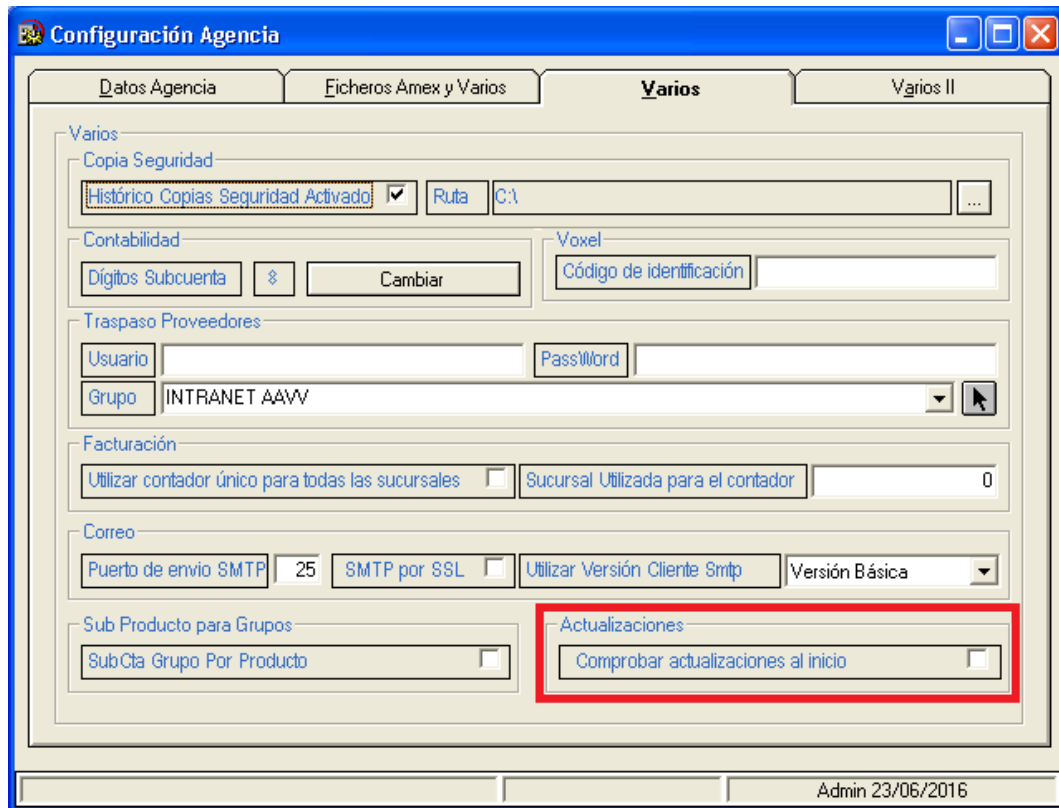 Configuración Agencia
Datos Agencia Ficheros Amex y Varios Varios Varios II
Varios
Copia Seguridad
Histórico Copias Seguridad Activado Ruta C:\ ...
Contabilidad Voxel
Dígitos Subcuenta 8 Cambiar Código de identificación
Traspaso Proveedores
Usuario PassWord
Grupo INTRANET AAVV
Facturación
Utilizar contador único para todas las sucursales Sucursal Utilizada para el contador 0
Correo
Puerto de envio SMTP 25 SMTP por SSL Utilizar Versión Cliente Smtp Versión Básica
Sub Producto para Grupos Actualizaciones
SubCta Grupo Por Producto Comprobar actualizaciones al inicio
Admin 23/06/2016